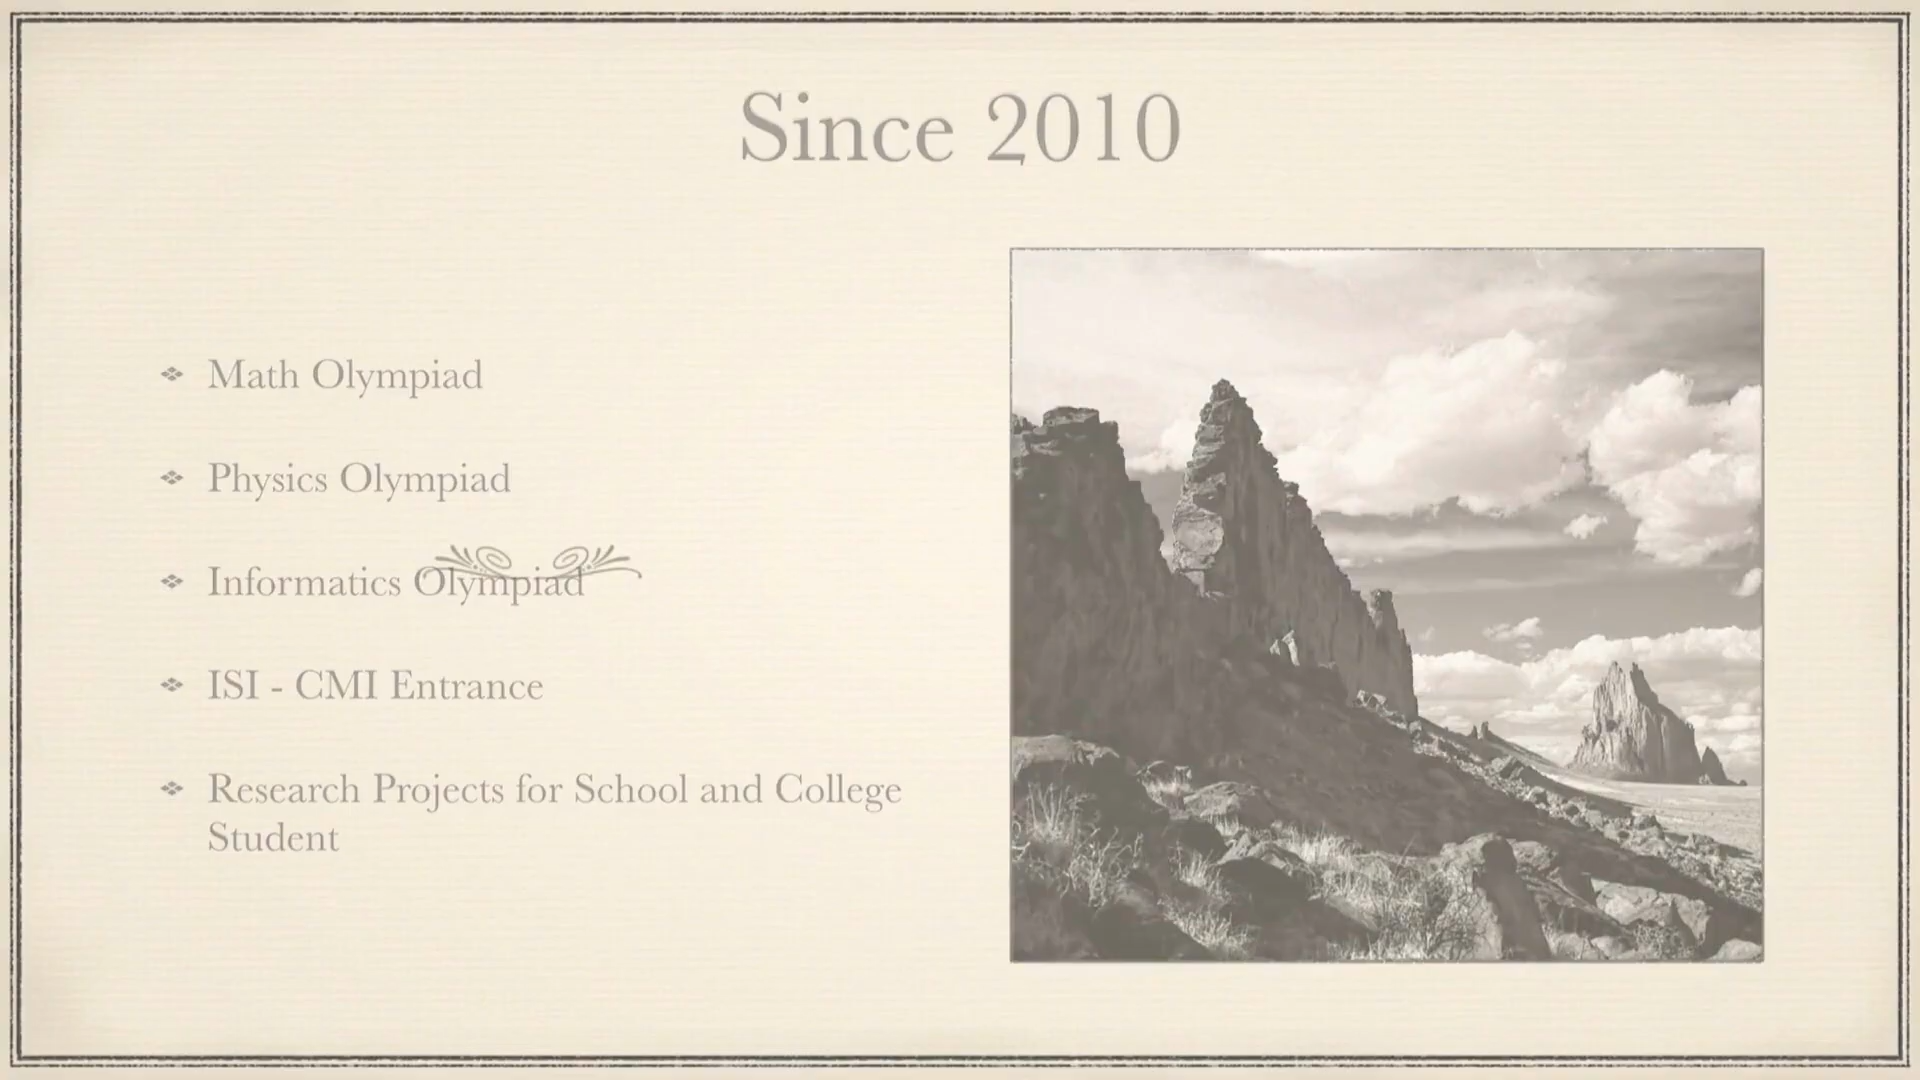 Since 2010
Math Olympiad
Physics Olympiad
Informatics Olympiad
ISI - CMI Entrance
Research Projects for School and College
Student